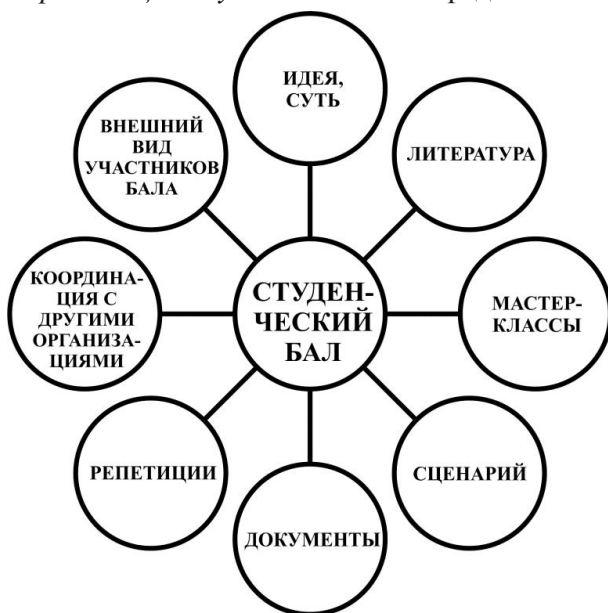 ИДЕЯ,
СУТЬ
ВНЕШНИЙ
ВИД
УЧАСТНИКОВ
БАЛА
ЛИТЕРАТУРА
КООРДИНА-
ЦИЯ С
ДРУГИМИ
ОРГАНИЗА-
ЦИЯМИ
СТУДЕН-
ЧЕСКИЙ
БАЛ
МАСТЕР-
КЛАССЫ
РЕПЕТИЦИИ
СЦЕНАРИЙ
ДОКУМЕНТЫ